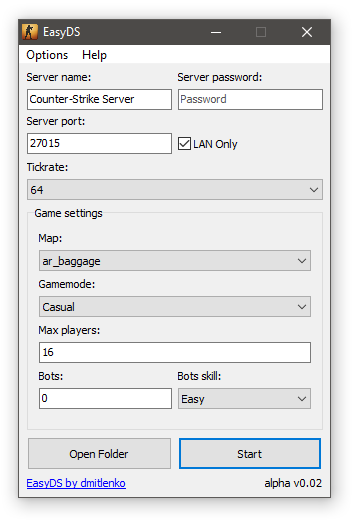 EasyDS
Options Help
Server name: Server password:
Counter-Strike Server Password
Server port:
27015 LAN Only
Tickrate:
64
Game settings
Map:
ar_baggage
Gamemode:
Casual
Max players:
16
Bots: Bots skill:
0 Easy
Open Folder Start
EasyDS by dmitlenko alpha v0.02